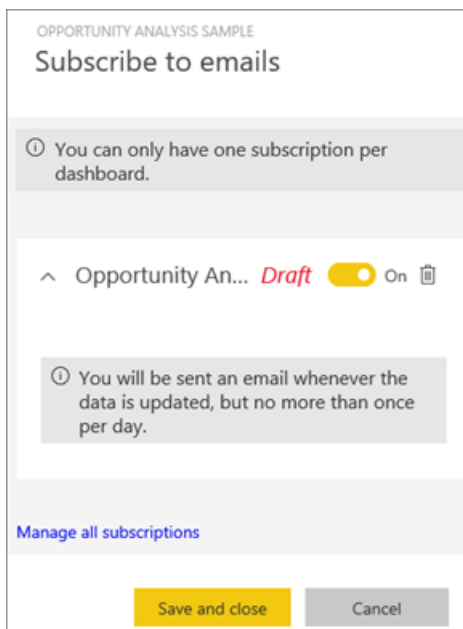 OPPORTUNITY ANALYSIS SAMPLE
Subscribe to emails
You can only have one subscription per
dashboard.
Opportunity An... Draft On
You will be sent an email whenever the
data is updated, but no more than once
per day.
Manage all subscriptions
Save and close Cancel